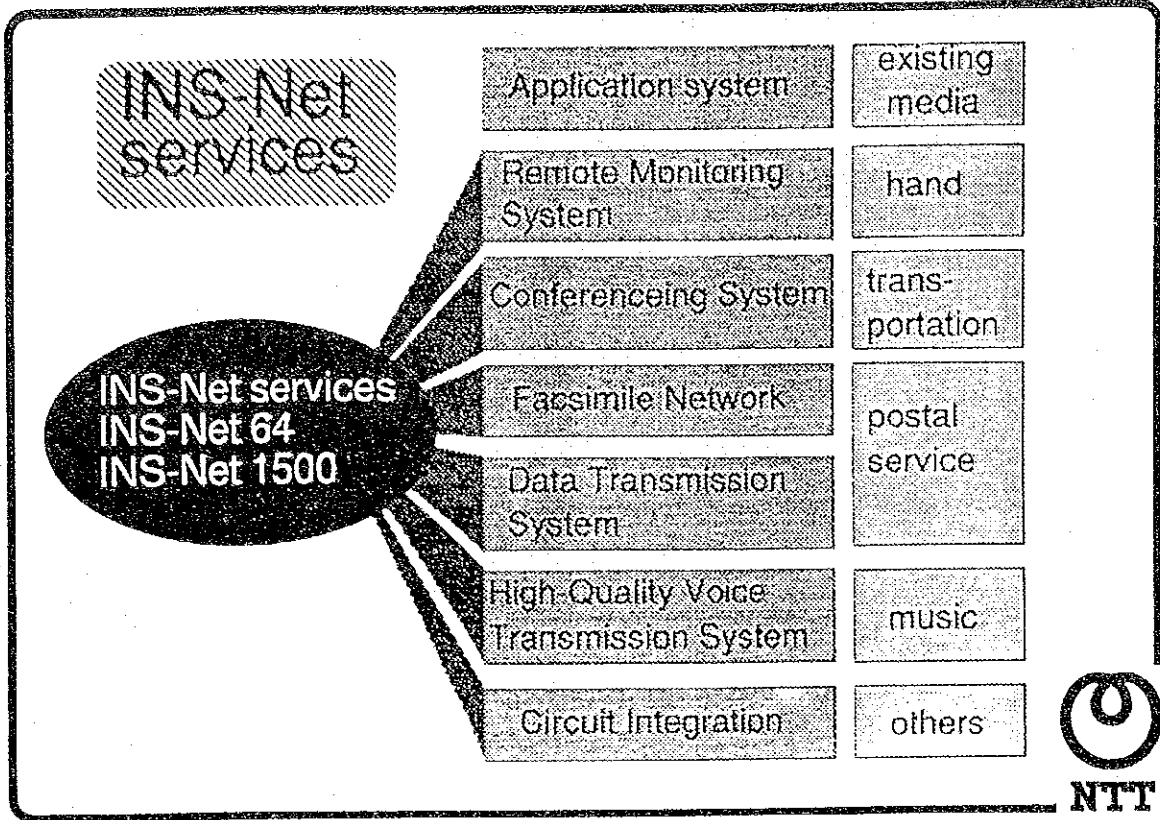 INS-Net
services
Application system
existing
media
Remote Monitoring
System
hand
Conferenceing System
trans-
portation
INS-Net services
INS-Net 64
INS-Net 1500
Facsimile Network
postal
service
Data Transmission
System
High-Quality Voice
Transmission System
music
Circuit Integration
others
NTT